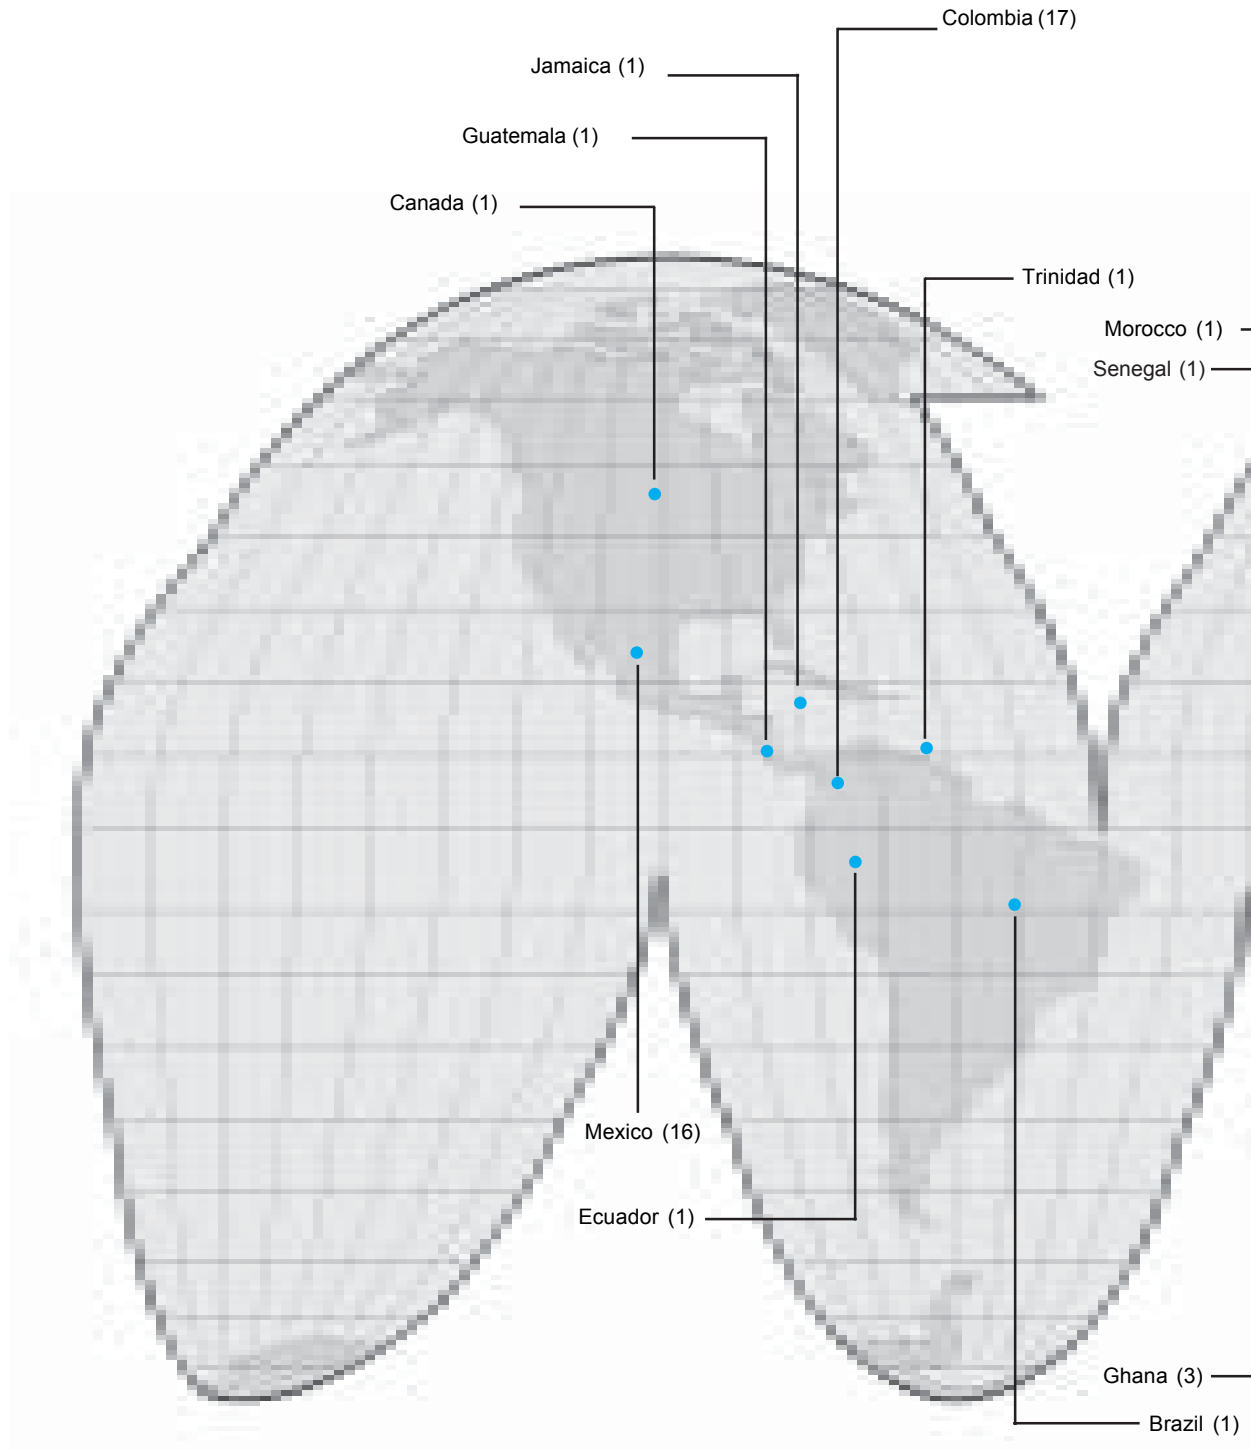 Colombia (17)
Jamaica (1)
Guatemala (1)
Canada (1)
Trinidad (1)
Morocco (1)
Senegal (1)
Mexico (16)
Ecuador (1)
Ghana (3)
Brazil (1)